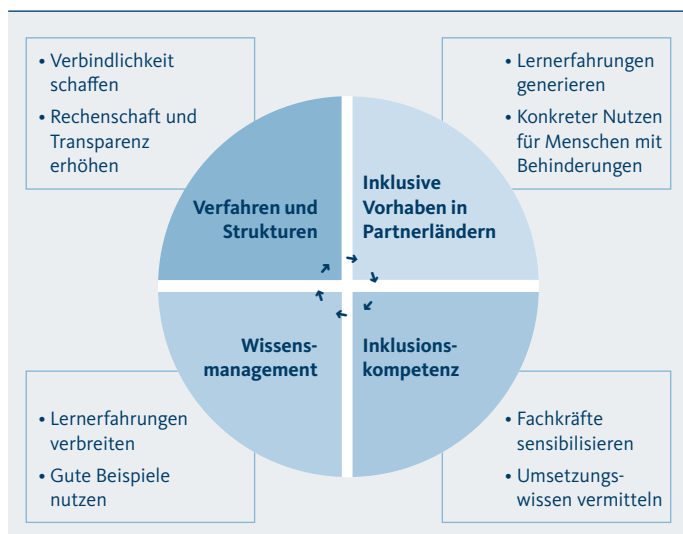 • Verbindlichkeit
schaffen
• Rechenschaft und
Transparenz
erhöhen
• Lernerfahrungen
generieren
• Konkreter Nutzen
für Menschen mit
Behinderungen
Verfahren und
Strukturen
Inklusive
Vorhaben in
Partnerländern
Wissens-
management
Inklusions-
kompetenz
• Lernerfahrungen
verbreiten
• Gute Beispiele
nutzen
• Fachkräfte
sensibilisieren
• Umsetzungs-
wissen vermitteln